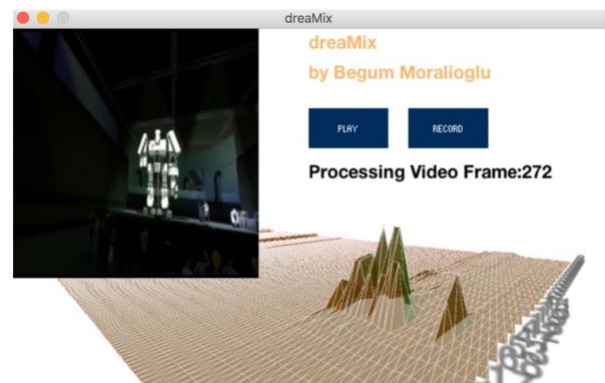 dreaMix
dreaMix
by Begum Moralioglu
PLAY
RECORD
Processing Video Frame:272